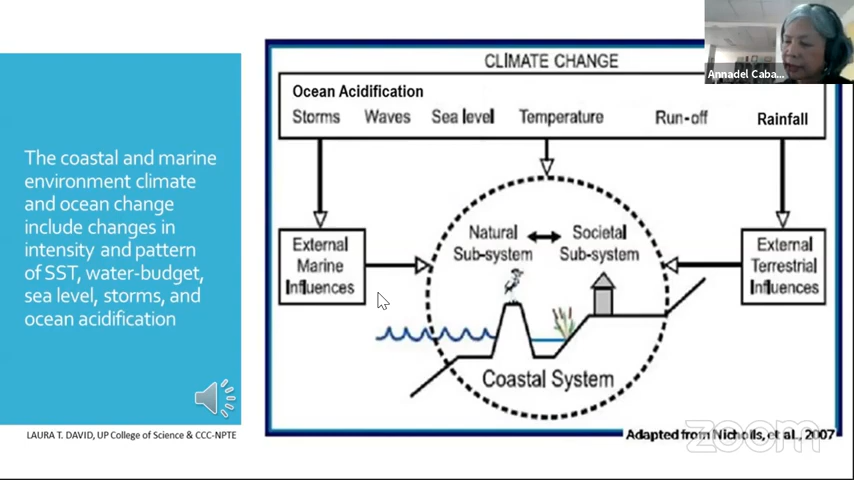 CLIMATE CHANGE
Annadel Caba...
Ocean Acidification
Storms Waves Sea level Temperature Run-off Rainfall
The coastal and marine
environment climate
and ocean change
include changes in
intensity and pattern
of SST, water-budget,
sea level, storms, and
ocean acidification
External
Marine
Influences
Natural
Sub-system
Societal
Sub-system
External
Terrestrial
Influences
Coastal System
LAURA T. DAVID, UP College of Science & CCC-NPTE
Adapted from Nicholls, et al., 2007
zoom